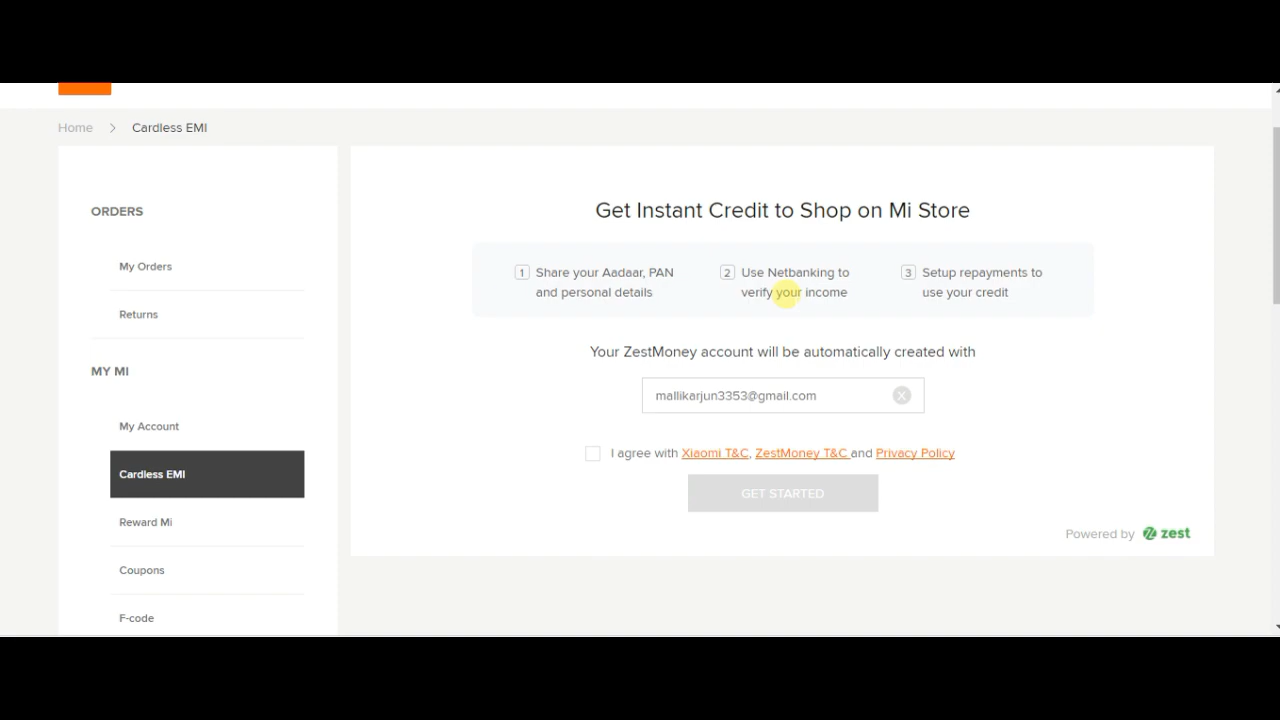 Home > Cardless EMI
ORDERS
My Orders
Returns
MY MI
My Account
Cardless EMI
Reward Mi
Coupons
F-code
Get Instant Credit to Shop on Mi Store
1 Share your Aadaar, PAN
and personal details
2 Use Netbanking to
verify your income
3 Setup repayments to
use your credit
Your ZestMoney account will be automatically created with
mallikarjun3353@gmail.com
I agree with Xiaomi T&C, ZestMoney T&C and Privacy Policy
GET STARTED
Powered by zest